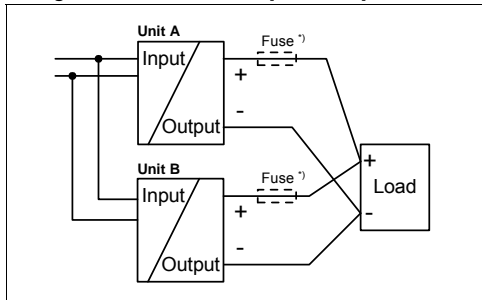 Unit A
Input
Output
+
-
Fuse *)
Unit B
Input
Output
+
-
Fuse *)
+
-
Load